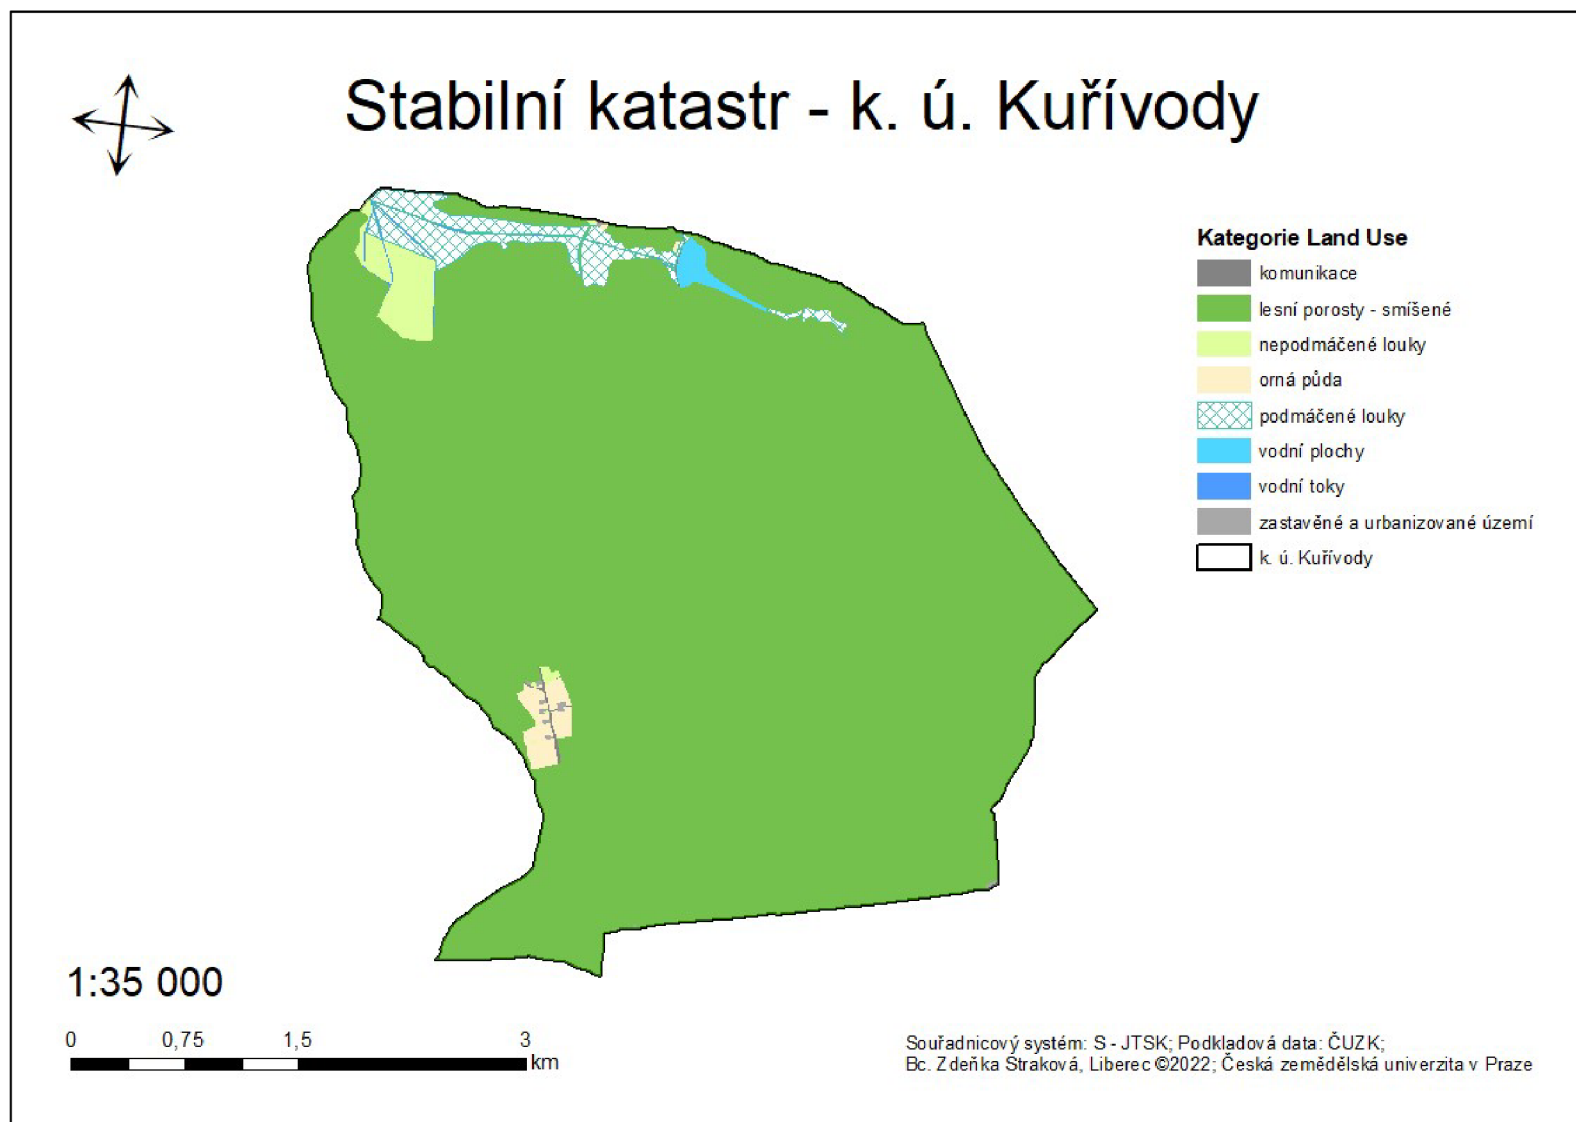 Stabilní katastr - k. ú. Kuřívody
Kategorie Land Use
komunikace
lesní porosty - smíšené
nepodmáčené louky
orná půda
podmáčené louky
vodní plochy
vodní toky
zastavěné a urbanizované území
k. ú. Kuřívody
1:35 000
0 0,75 1,5 3
km
Souřadnicový systém: S - JTSK; Podkladová data: ČUZK;
Bc. Zdeňka Straková, Liberec ©2022; Česká zemědělská univerzita v Praze